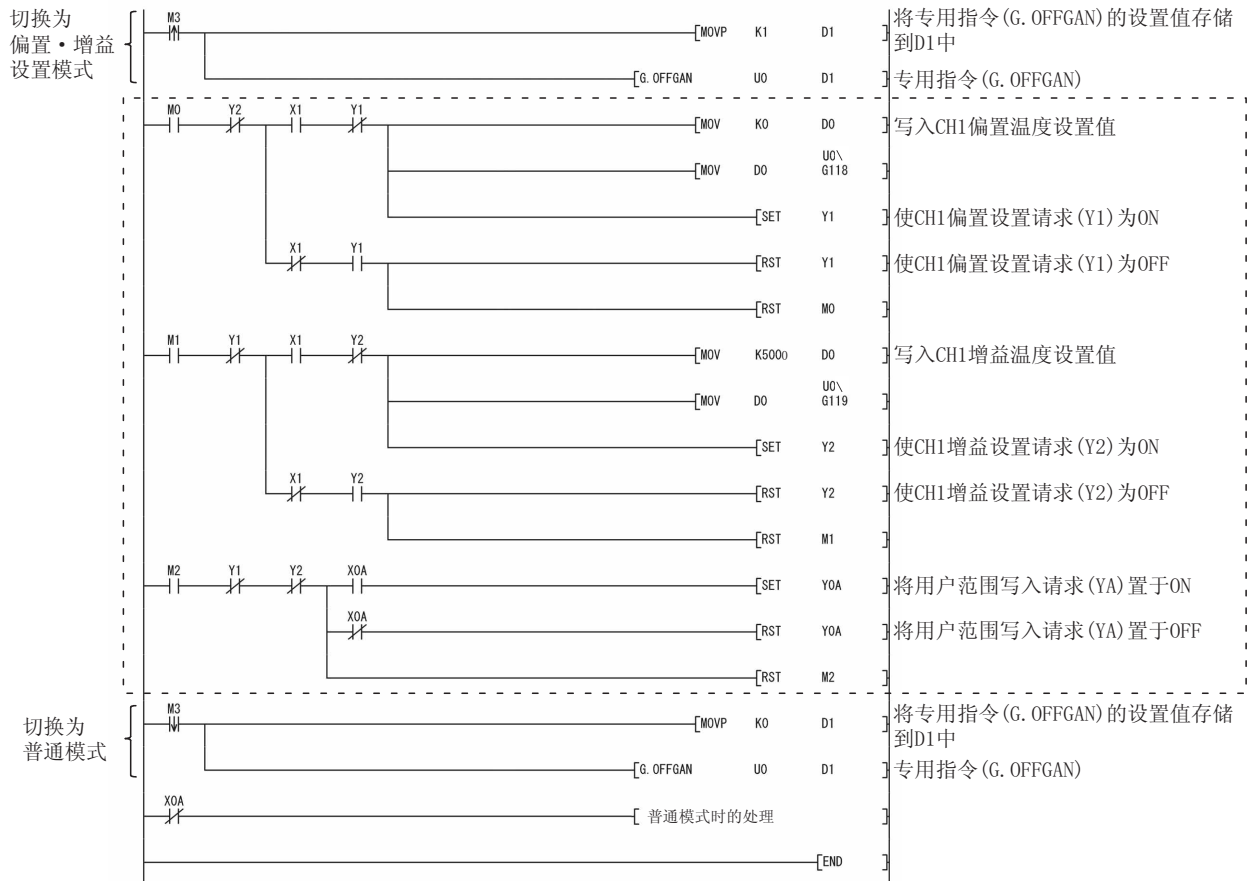 切换为
偏置·增益
设置模式
M3
[MOVP K1 D1 ]
将专用指令(G.OFFGAN)的设置值存储
到D1中
[G.OFFGAN U0 D1 ]
专用指令(G.OFFGAN)
M0 Y2 X1 Y1
[MOV K0 D0 ]
写入CH1偏置温度设置值
[MOV D0 U0\
G118 ]
[SET Y1 ]
使CH1偏置设置请求(Y1)为ON
X1 Y1
[RST Y1 ]
使CH1偏置设置请求(Y1)为OFF
[RST M0 ]
M1 Y1 X1 Y2
[MOV K5000 D0 ]
写入CH1增益温度设置值
[MOV D0 U0\
G119 ]
[SET Y2 ]
使CH1增益设置请求(Y2)为ON
X1 Y2
[RST Y2 ]
使CH1增益设置请求(Y2)为OFF
[RST M1 ]
M2 Y1 Y2 X0A
[SET Y0A ]
将用户范围写入请求(YA)置于ON
X0A
[RST Y0A ]
将用户范围写入请求(YA)置于OFF
[RST M2 ]
切换为
普通模式
M3
[MOVP K0 D1 ]
将专用指令(G.OFFGAN)的设置值存储
到D1中
[G.OFFGAN U0 D1 ]
专用指令(G.OFFGAN)
X0A
[ 普通模式时的处理 ]
[END ]